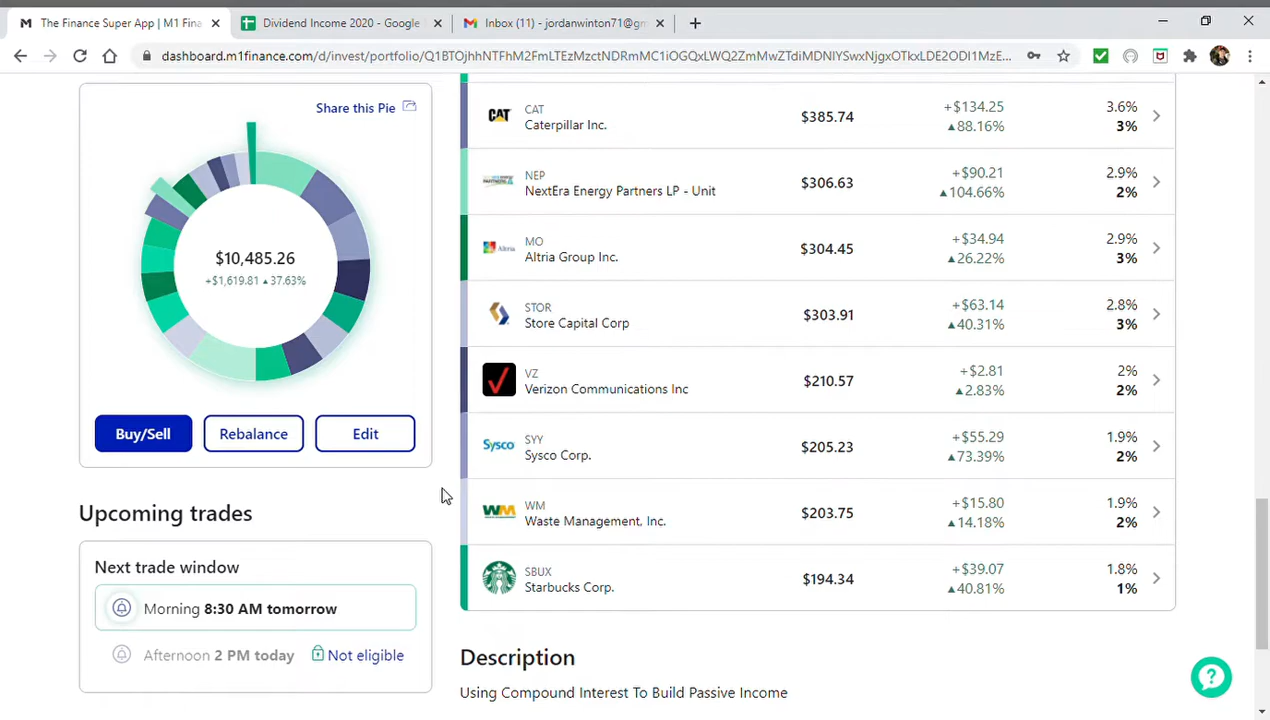 The Finance Super App | M1 Fina
Dividend Income 2020 - Google
Inbox (11) - jordanwinton71@gm
dashboard.m1finance.com/d/invest/portfolio/Q1BTOjhhNTFhM2FmLTEzMzctNDRmMC1iOGQxLWQ2ZmMwZTdiMDNlYSwxNjgxOTkxLDE2ODI1MzE...
Share this Pie
$10,485.26
+$1,619.81 ▲37.63%
Buy/Sell
Rebalance
Edit
Upcoming trades
Next trade window
Morning 8:30 AM tomorrow
Afternoon 2 PM today
Not eligible
CAT
CAT
Caterpillar Inc.
$385.74
+$134.25
▲88.16%
3.6%
3%
NEP
NextEra Energy Partners LP - Unit
$306.63
+$90.21
▲104.66%
2.9%
2%
Altria
MO
Altria Group Inc.
$304.45
+$34.94
▲26.22%
2.9%
3%
STOR
Store Capital Corp
$303.91
+$63.14
▲40.31%
2.8%
3%
VZ
Verizon Communications Inc
$210.57
+$2.81
▲2.83%
2%
2%
Sysco
SYY
Sysco Corp.
$205.23
+$55.29
▲73.39%
1.9%
2%
WM
WM
Waste Management, Inc.
$203.75
+$15.80
▲14.18%
1.9%
2%
SBUX
Starbucks Corp.
$194.34
+$39.07
▲40.81%
1.8%
1%
Description
Using Compound Interest To Build Passive Income